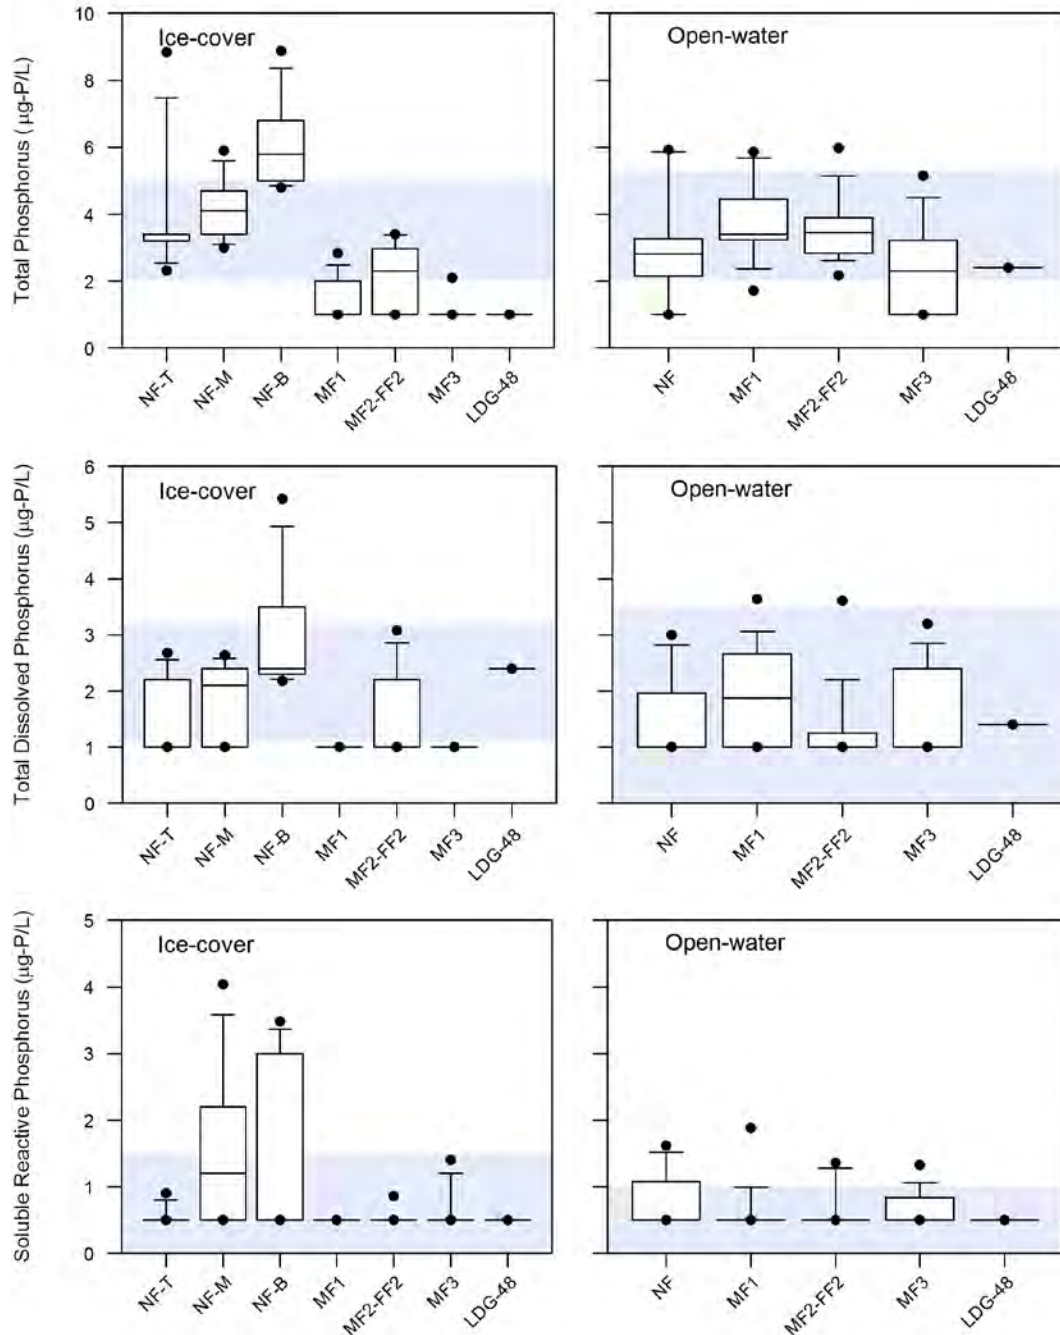 Total Phosphorus (µg-P/L)
10
8
6
4
2
0
Ice-cover
NF-T
NF-M
NF-B
MF1
MF2-FF2
MF3
LDG-48
Open-water
NF
MF1
MF2-FF2
MF3
LDG-48
Total Dissolved Phosphorus (µg-P/L)
6
5
4
3
2
1
0
Ice-cover
NF-T
NF-M
NF-B
MF1
MF2-FF2
MF3
LDG-48
Open-water
NF
MF1
MF2-FF2
MF3
LDG-48
Soluble Reactive Phosphorus (µg-P/L)
5
4
3
2
1
0
Ice-cover
NF-T
NF-M
NF-B
MF1
MF2-FF2
MF3
LDG-48
Open-water
NF
MF1
MF2-FF2
MF3
LDG-48